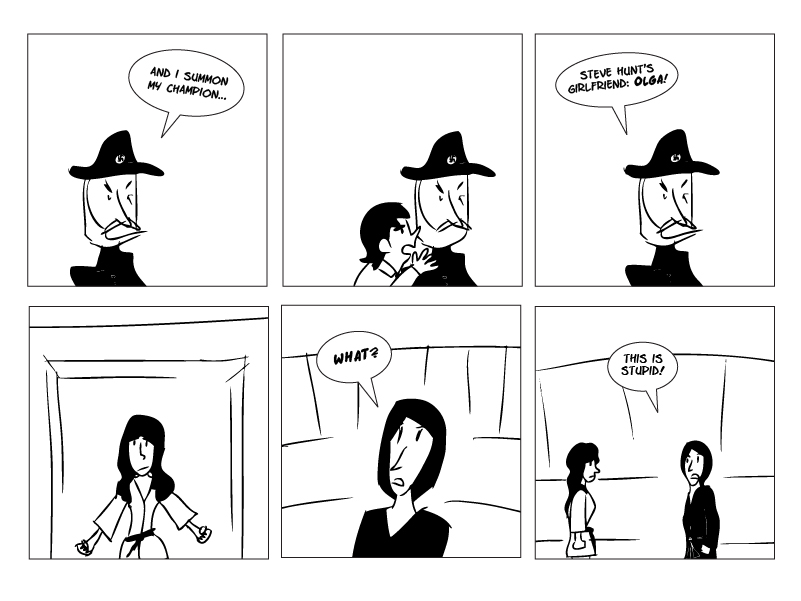 AND I SUMMON
MY CHAMPION...
STEVE HUNT'S
GIRLFRIEND: OLGA!
WHAT?
THIS IS
STUPID!